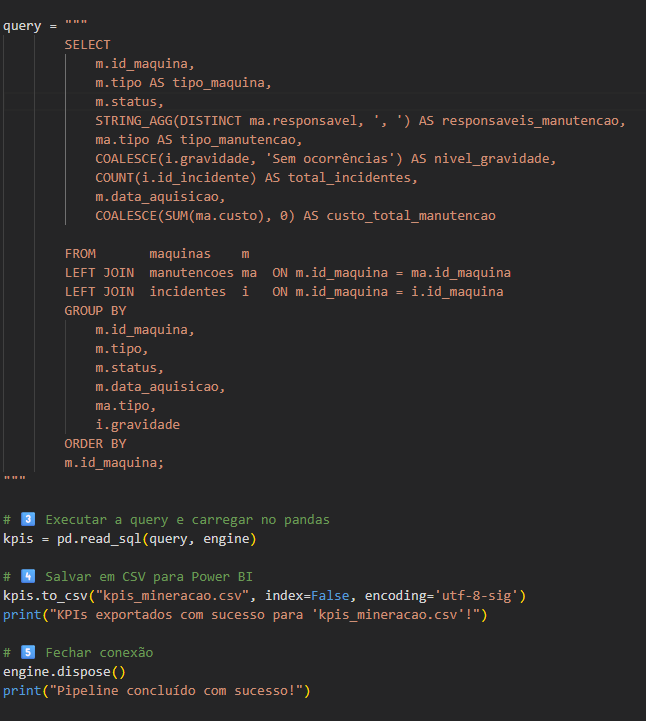 query = """
SELECT
m.id_maquina,
m.tipo AS tipo_maquina,
m.status,
STRING_AGG(DISTINCT ma.responsavel, ', ') AS responsaveis_manutencao,
ma.tipo AS tipo_manutencao,
COALESCE(i.gravidade, 'Sem ocorrências') AS nivel_gravidade,
COUNT(i.id_incidente) AS total_incidentes,
m.data_aquisicao,
COALESCE(SUM(ma.custo), 0) AS custo_total_manutencao
FROM maquinas m
LEFT JOIN manutencoes ma ON m.id_maquina = ma.id_maquina
LEFT JOIN incidentes i ON m.id_maquina = i.id_maquina
GROUP BY
m.id_maquina,
m.tipo,
m.status,
m.data_aquisicao,
ma.tipo,
i.gravidade
ORDER BY
m.id_maquina;
"""
# 3️⃣ Executar a query e carregar no pandas
kpis = pd.read_sql(query, engine)
# 4️⃣ Salvar em CSV para Power BI
kpis.to_csv("kpis_mineracao.csv", index=False, encoding='utf-8-sig')
print("KPIs exportados com sucesso para 'kpis_mineracao.csv'!")
# 5️⃣ Fechar conexão
engine.dispose()
print("Pipeline concluído com sucesso!")